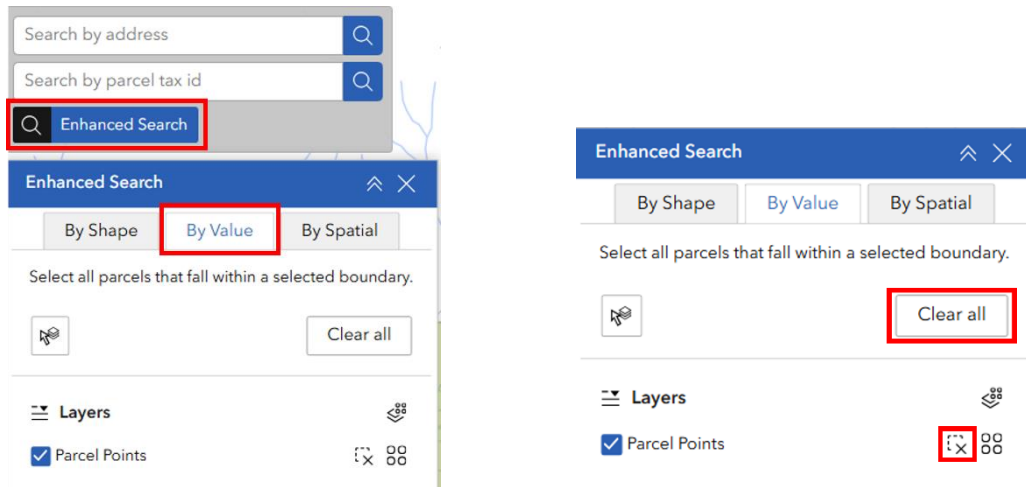 Search by address
Search by parcel tax id
Enhanced Search
Enhanced Search
By Shape By Value By Spatial
Select all parcels that fall within a selected boundary.
Clear all
Layers
Parcel Points
Enhanced Search
By Shape By Value By Spatial
Select all parcels that fall within a selected boundary.
Clear all
Layers
Parcel Points